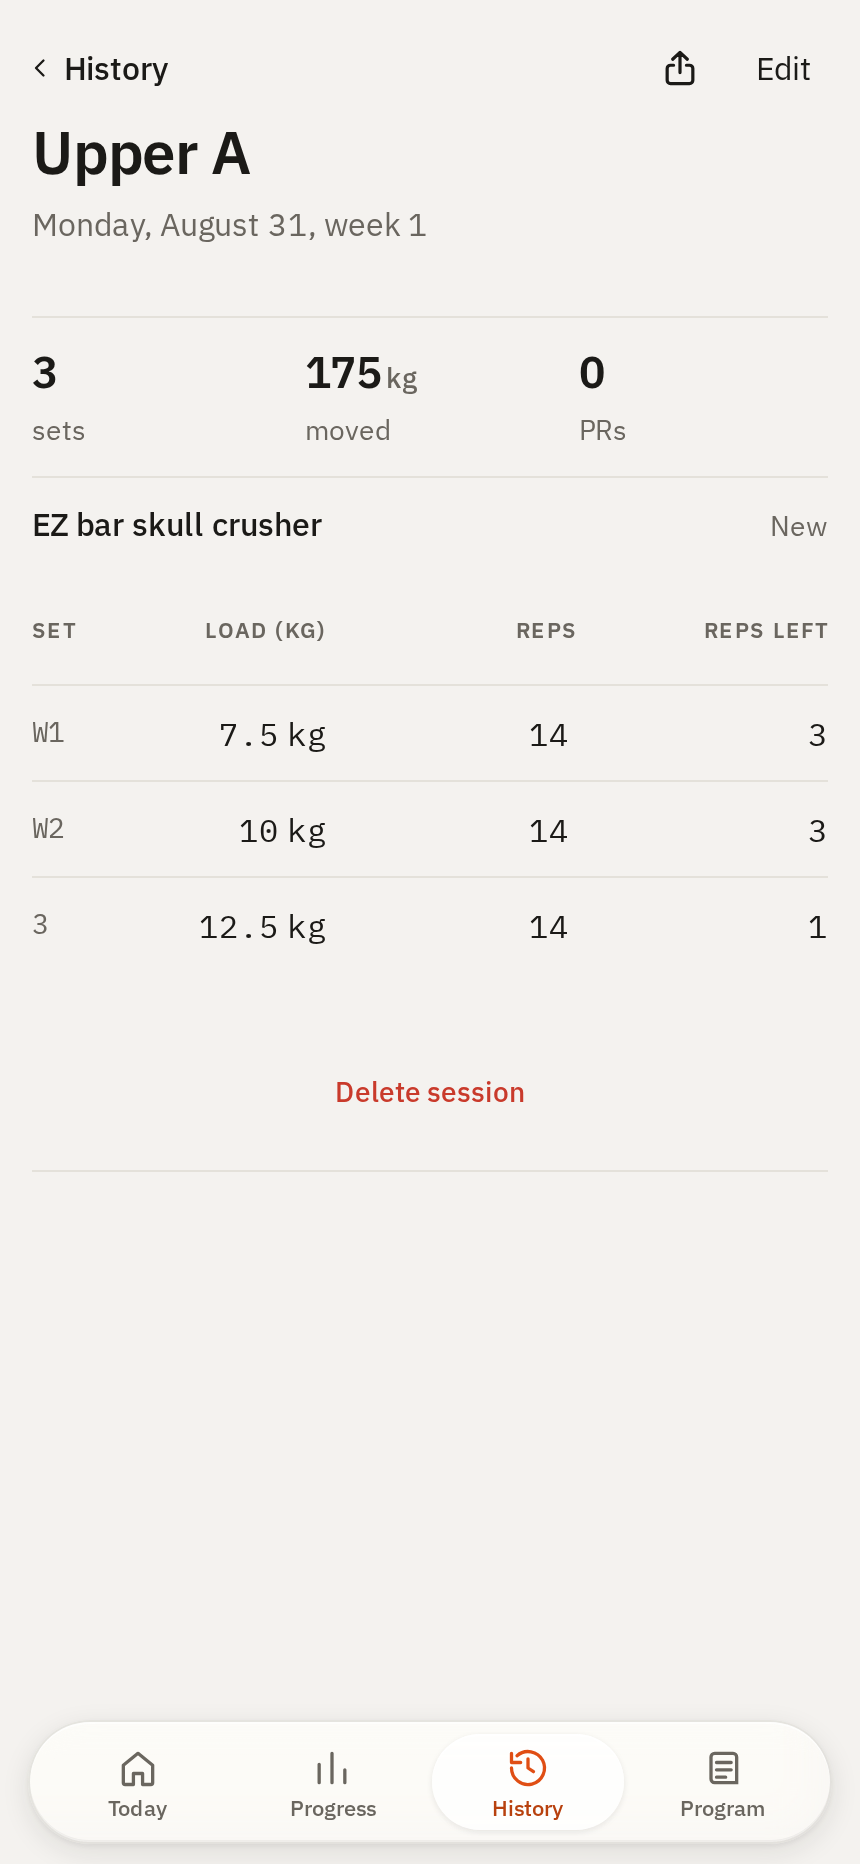 History Edit
Upper A
Monday, August 31, week 1
3 175 kg 0
sets moved PRs
EZ bar skull crusher New
SET LOAD (KG) REPS REPS LEFT
W1 7.5 kg 14 3
W2 10 kg 14 3
3 12.5 kg 14 1
Delete session
Today Progress History Program